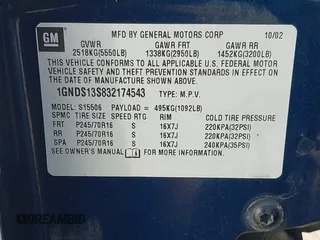 GM
MFD BY GENERAL MOTORS CORP 10/02
GVWR GAWR FRT GAWR RR
2518KG(5550LB) 1338KG(2950LB) 1452KG(3200LB)
THIS VEHICLE CONFORMS TO ALL APPLICABLE U.S.
FEDERAL MOTOR VEHICLE SAFETY, BUMPER, AND
THEFT PREVENTION STANDARDS IN EFFECT ON THE
DATE OF MANUFACTURE SHOWN ABOVE.
1GNDS13S832174543 TYPE: M.P.V.
MODEL: S15506 PAYLOAD = 495KG(1092LB)
SPMC TIRE SIZE SPEED RTG RIM COLD TIRE PRESSURE
FRT P245/70R16 S 16X7J 220KPA(32PSI)
RR P245/70R16 S 16X7J 220KPA(32PSI)
SPA P245/70R16 S 16X7J 240KPA(35PSI)
SEE OWNER'S MANUAL FOR MORE INFORMATION.
DREAMBID